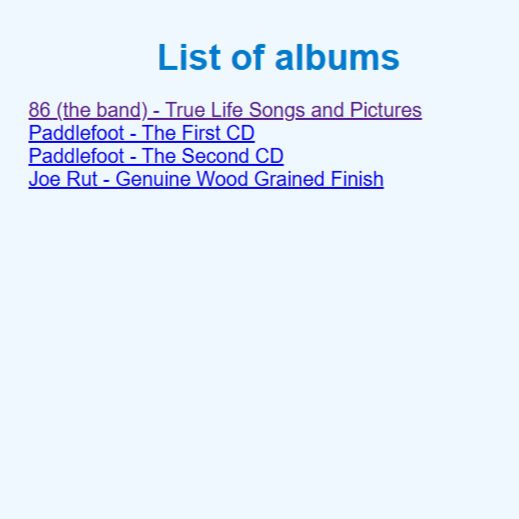 List of albums
86 (the band) - True Life Songs and Pictures
Paddlefoot - The First CD
Paddlefoot - The Second CD
Joe Rut - Genuine Wood Grained Finish